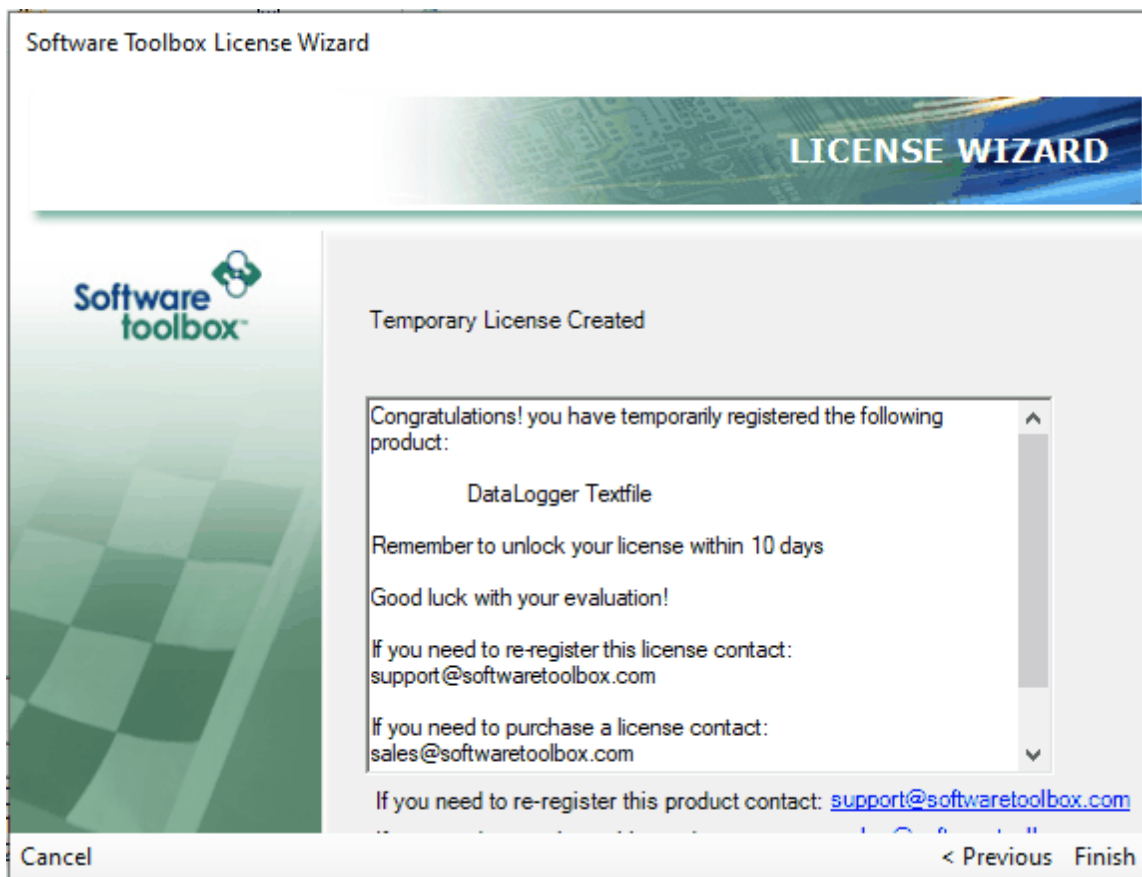 Software Toolbox License Wizard
LICENSE WIZARD
Software
toolbox™
Temporary License Created
Congratulations! you have temporarily registered the following
product:
DataLogger Textfile
Remember to unlock your license within 10 days
Good luck with your evaluation!
If you need to re-register this license contact:
support@softwaretoolbox.com
If you need to purchase a license contact:
sales@softwaretoolbox.com
If you need to re-register this product contact: support@softwaretoolbox.com
Cancel
< Previous Finish